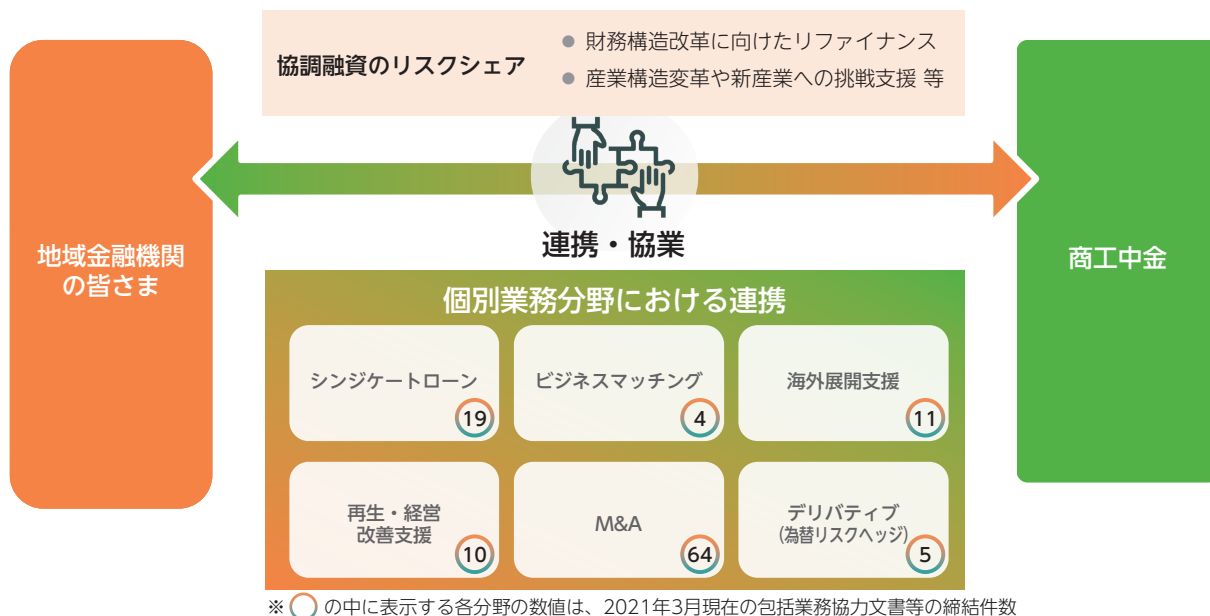 協調融資のリスクシェア
● 財務構造改革に向けたリファイナンス
● 産業構造変革や新産業への挑戦支援 等
地域金融機関
の皆さま
連携・協業
商工中金
個別業務分野における連携
シンジケートローン
19
ビジネスマッチング
4
海外展開支援
11
再生・経営
改善支援
10
M&A
64
デリバティブ
(為替リスクヘッジ)
5
※○の中に表示する各分野の数値は、2021年3月現在の包括業務協力文書等の締結件数